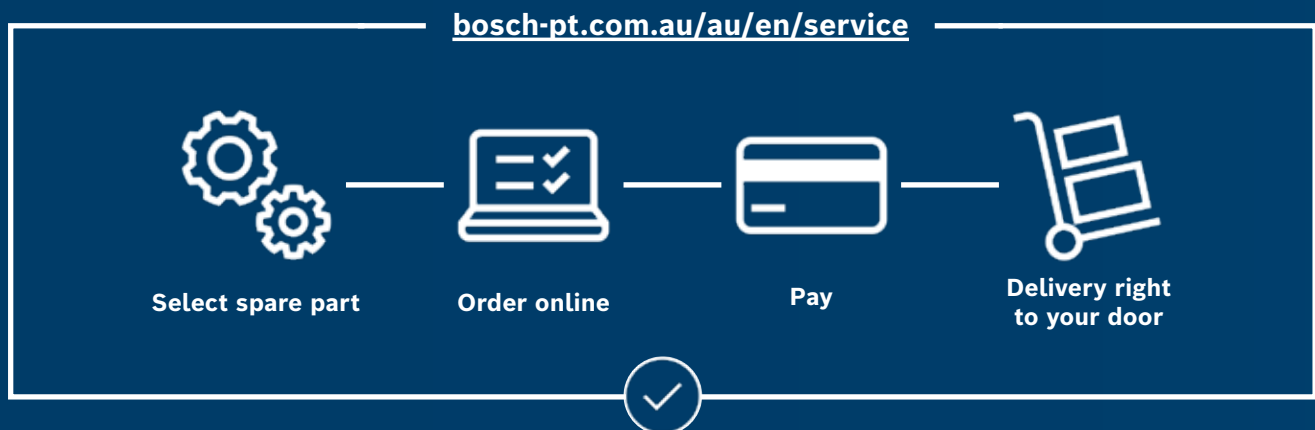 bosch-pt.com.au/au/en/service
Select spare part
Order online
Pay
Delivery right
to your door